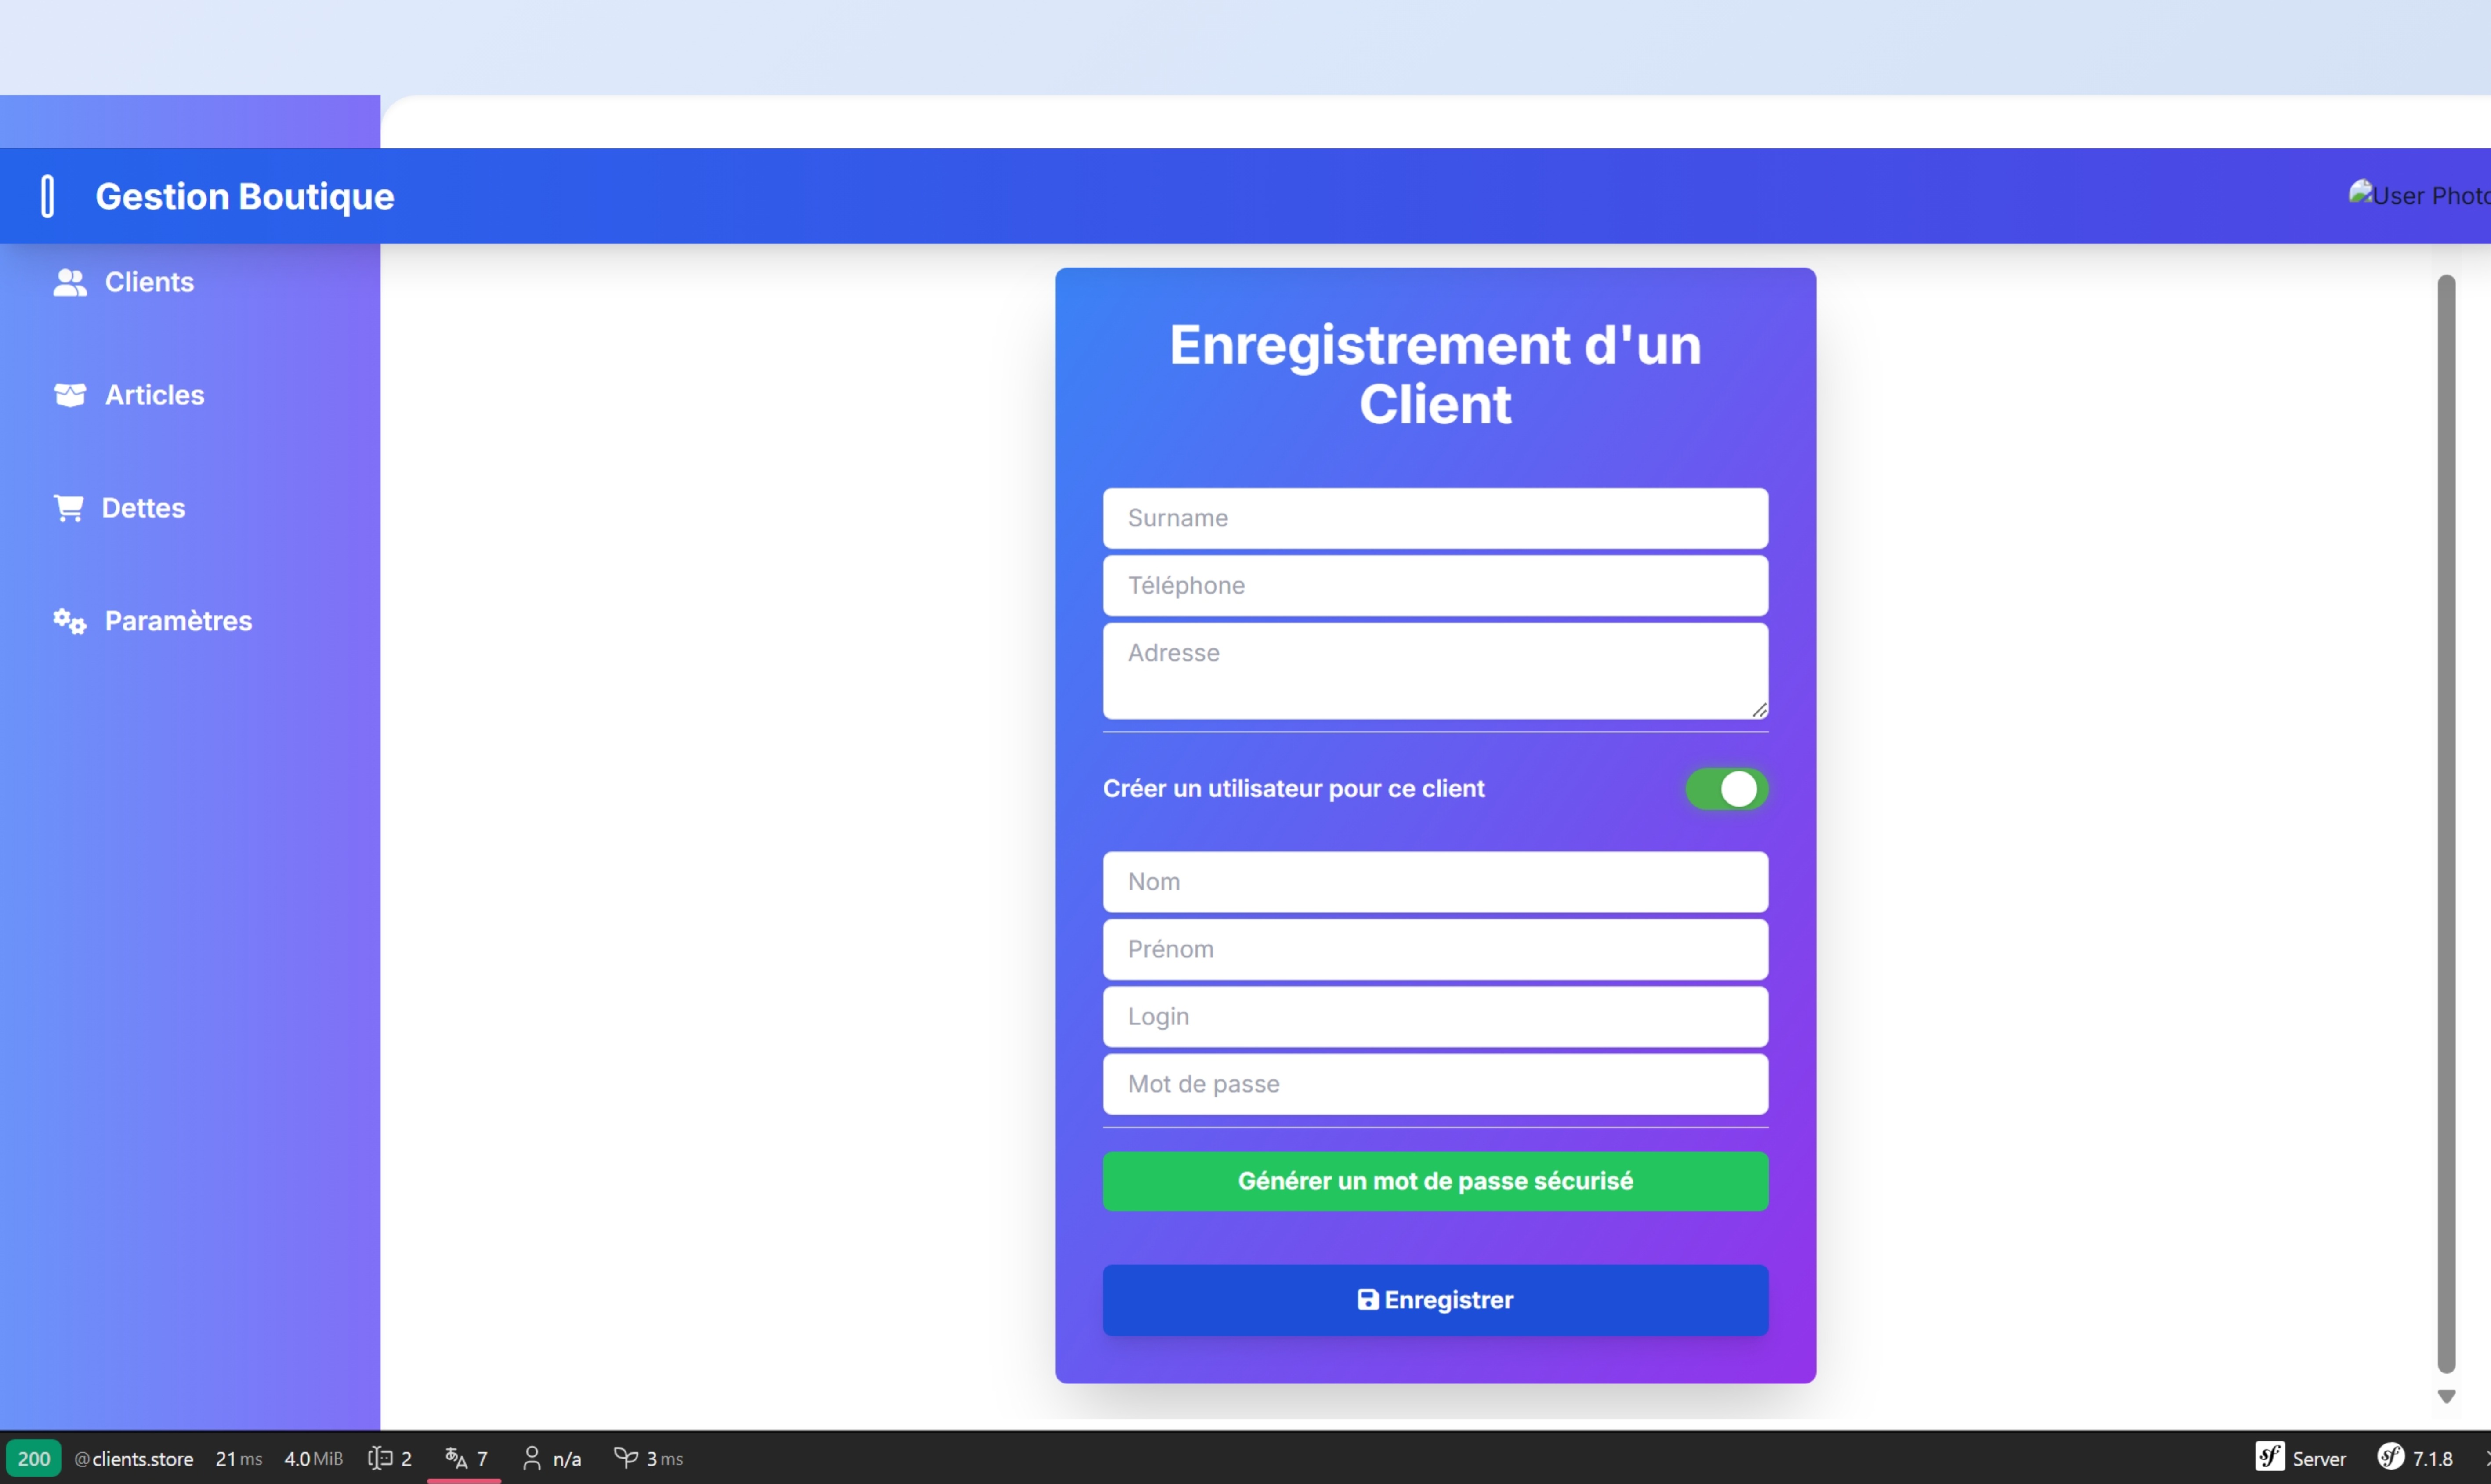 Gestion Boutique
User Photo
Clients
Articles
Dettes
Paramètres
Enregistrement d'un
Client
Surname
Téléphone
Adresse
Créer un utilisateur pour ce client
Nom
Prénom
Login
Mot de passe
Générer un mot de passe sécurisé
Enregistrer
200 @clients.store 21 ms 4.0 MiB 2 7 n/a 3 ms sf Server sf 7.1.8